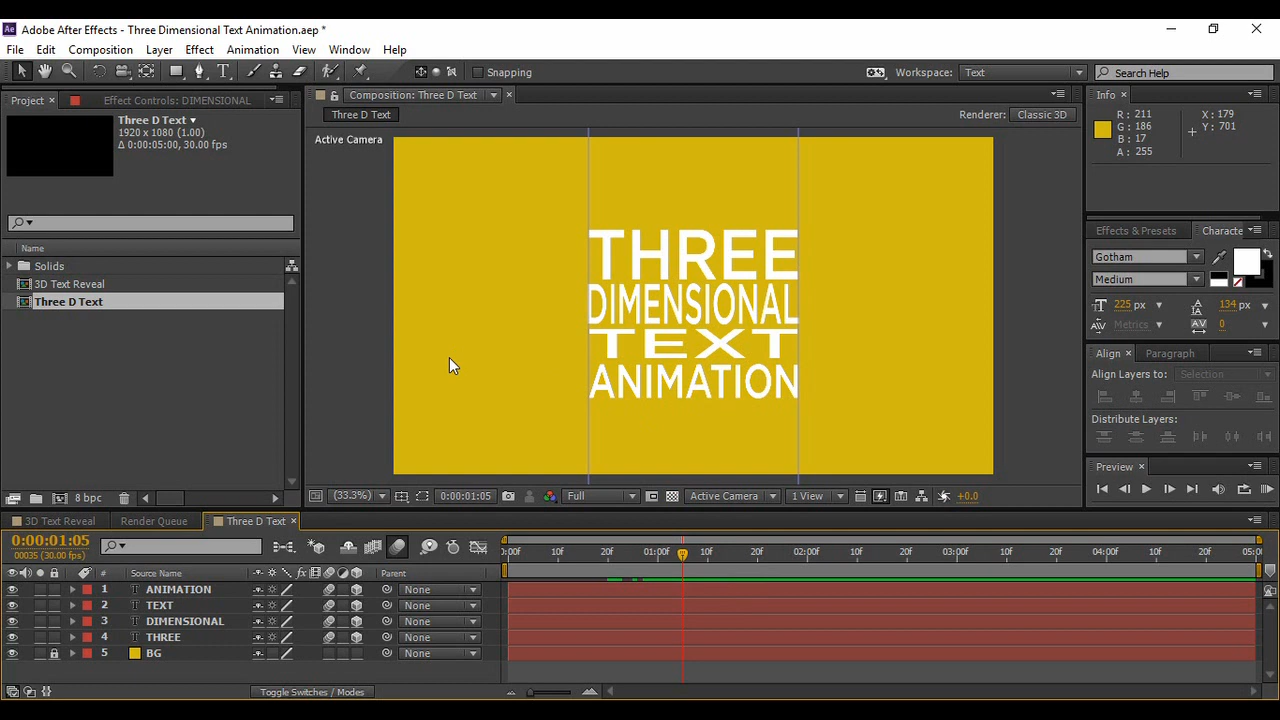 Ae Adobe After Effects - Three Dimensional Text Animation.aep *
File Edit Composition Layer Effect Animation View Window Help
Snapping
Workspace: Text
Search Help
Project
Effect Controls: DIMENSIONAL
Three D Text
1920 x 1080 (1.00)
Δ 0:00:05:00, 30.00 fps
Name
Solids
3D Text Reveal
Three D Text
8 bpc
Composition: Three D Text
Three D Text
Renderer: Classic 3D
Active Camera
THREE
DIMENSIONAL
TEXT
ANIMATION
(33.3%) 0:00:01:05 Full Active Camera 1 View +0.0
Info
R: 211
G: 186
B: 17
A: 255
X: 179
Y: 701
Effects & Presets
Characte
Gotham
Medium
225 px
134 px
Metrics
0
Align
Paragraph
Align Layers to: Selection
Distribute Layers:
Preview
3D Text Reveal
Render Queue
Three D Text
0:00:01:05
00035 (30.00 fps)
:00f 10f 20f 01:00f 10f 20f 02:00f 10f 20f 03:00f 10f 20f 04:00f 10f 20f 05:00
# Source Name fx Parent
1 T ANIMATION None
2 T TEXT None
3 T DIMENSIONAL None
4 T THREE None
5 BG None
Toggle Switches / Modes